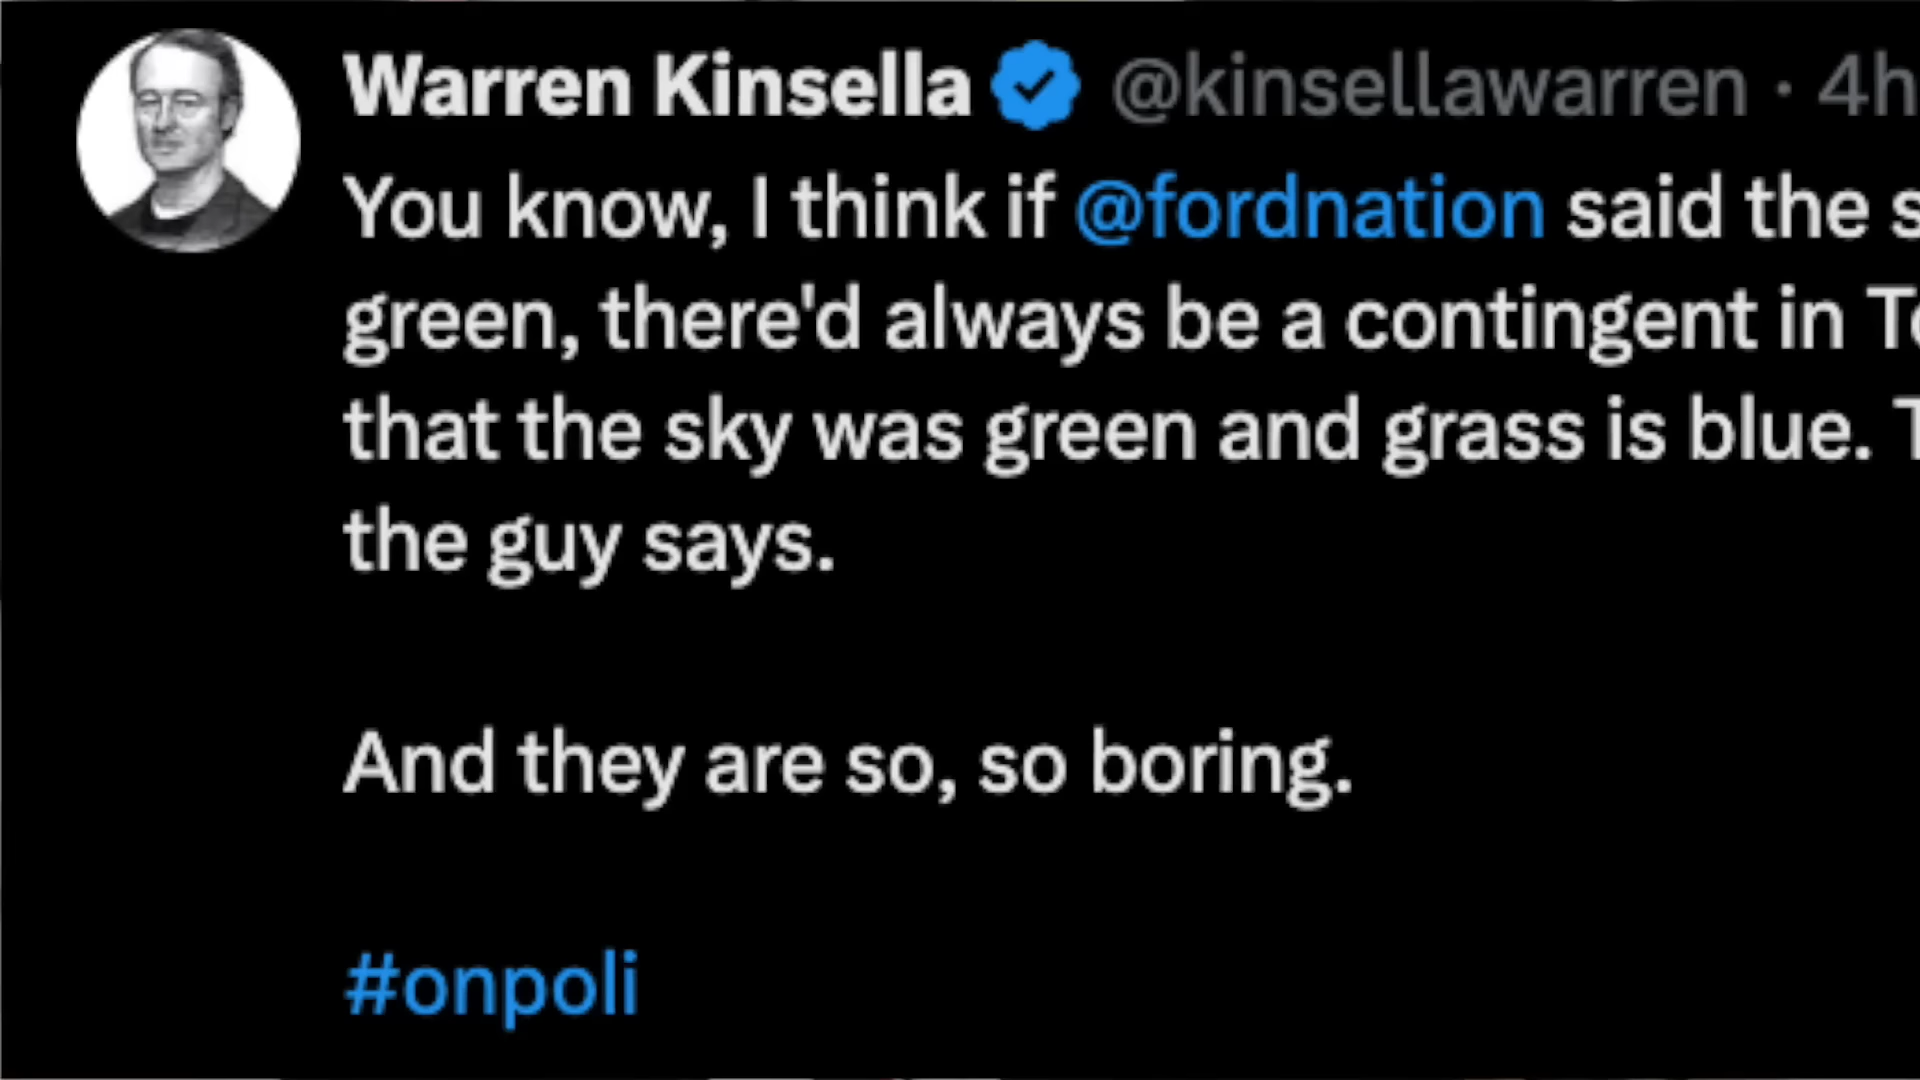 Warren Kinsella @kinsellawarren · 4h
You know, I think if @fordnation said the
green, there'd always be a contingent in
that the sky was green and grass is blue.
the guy says.
And they are so, so boring.
#onpoli